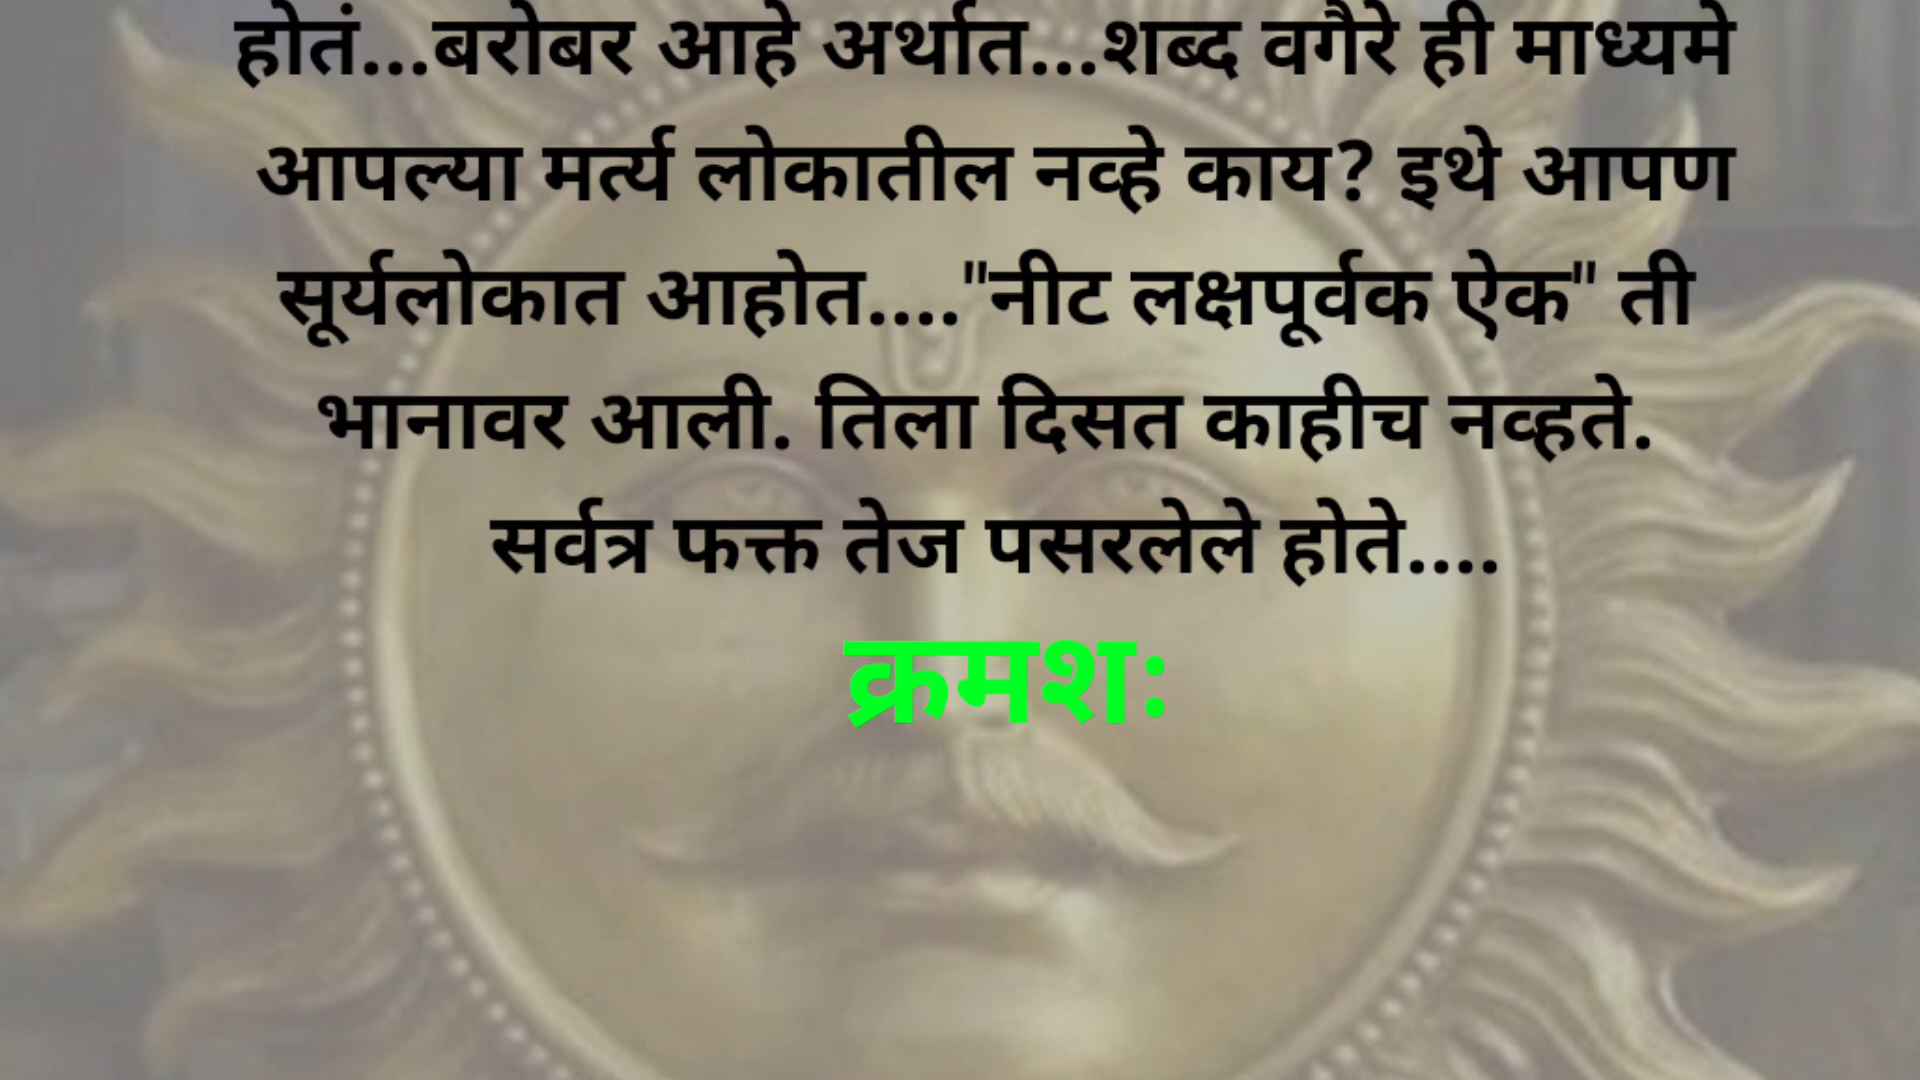 होतं...बरोबर आहे अर्थात...शब्द वगैरे ही माध्यमे
आपल्या मर्त्य लोकातील नव्हे काय? इथे आपण
सूर्यलोकात आहोत...."नीट लक्षपूर्वक ऐक" ती
भानावर आली. तिला दिसत काहीच नव्हते.
सर्वत्र फक्त तेज पसरलेले होते....
क्रमशः